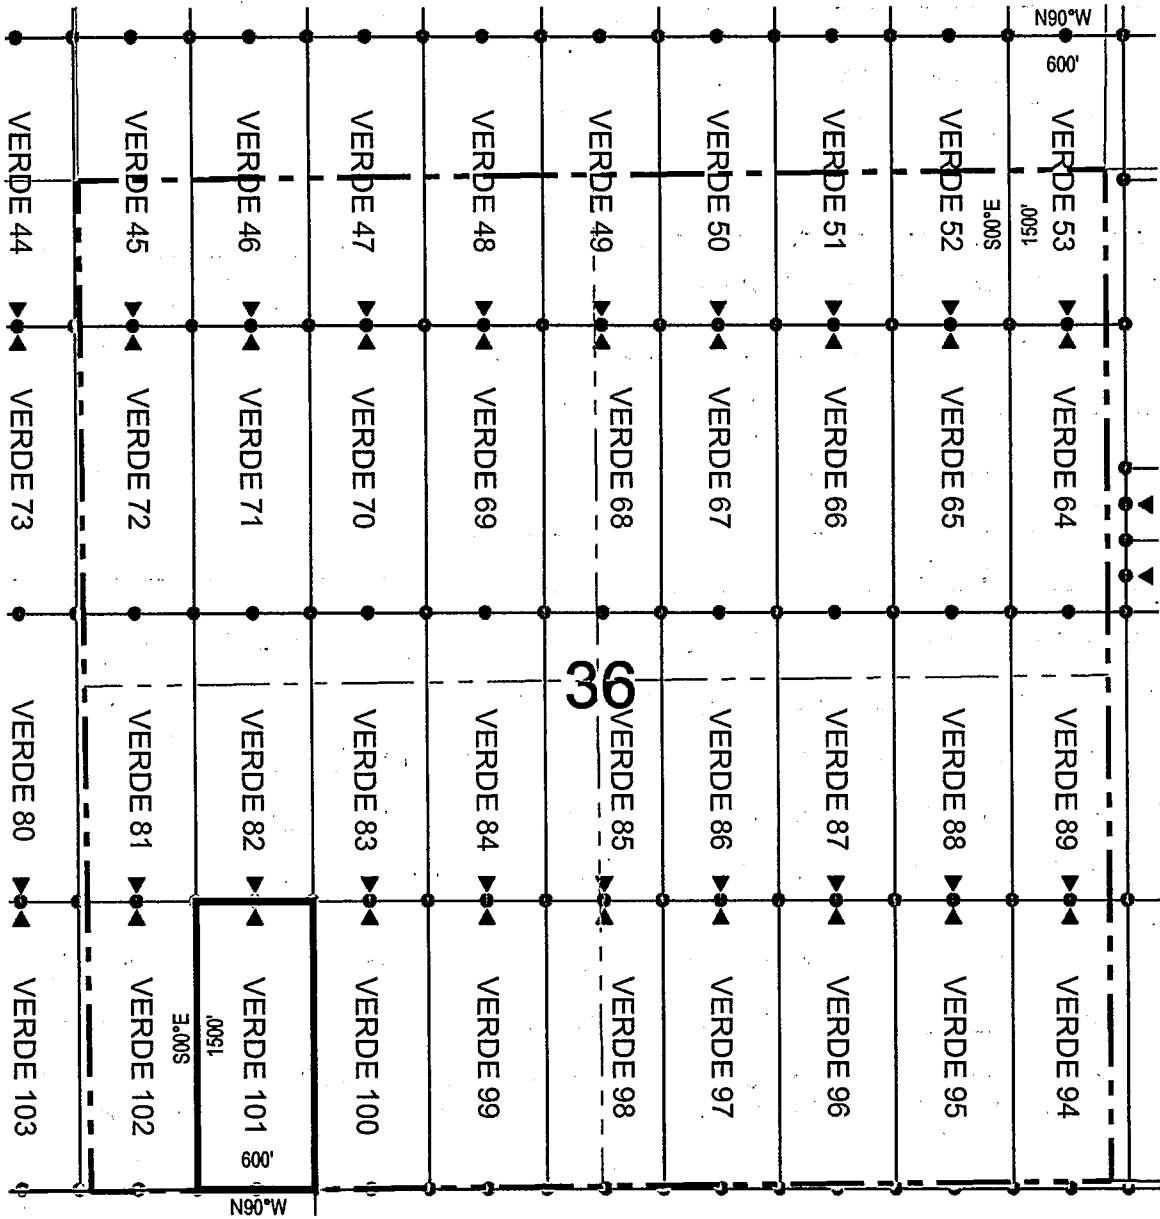 N90°W
600'
VERDE 44
VERDE 45
VERDE 46
VERDE 47
VERDE 48
VERDE 49
VERDE 50
VERDE 51
VERDE 52
S00°E
1500'
VERDE 53
VERDE 73
VERDE 72
VERDE 71
VERDE 70
VERDE 69
VERDE 68
VERDE 67
VERDE 66
VERDE 65
VERDE 64
36
VERDE 80
VERDE 81
VERDE 82
VERDE 83
VERDE 84
VERDE 85
VERDE 86
VERDE 87
VERDE 88
VERDE 89
VERDE 103
VERDE 102
S00°E
1500'
VERDE 101
VERDE 100
VERDE 99
VERDE 98
VERDE 97
VERDE 96
VERDE 95
VERDE 94
600'
N90°W